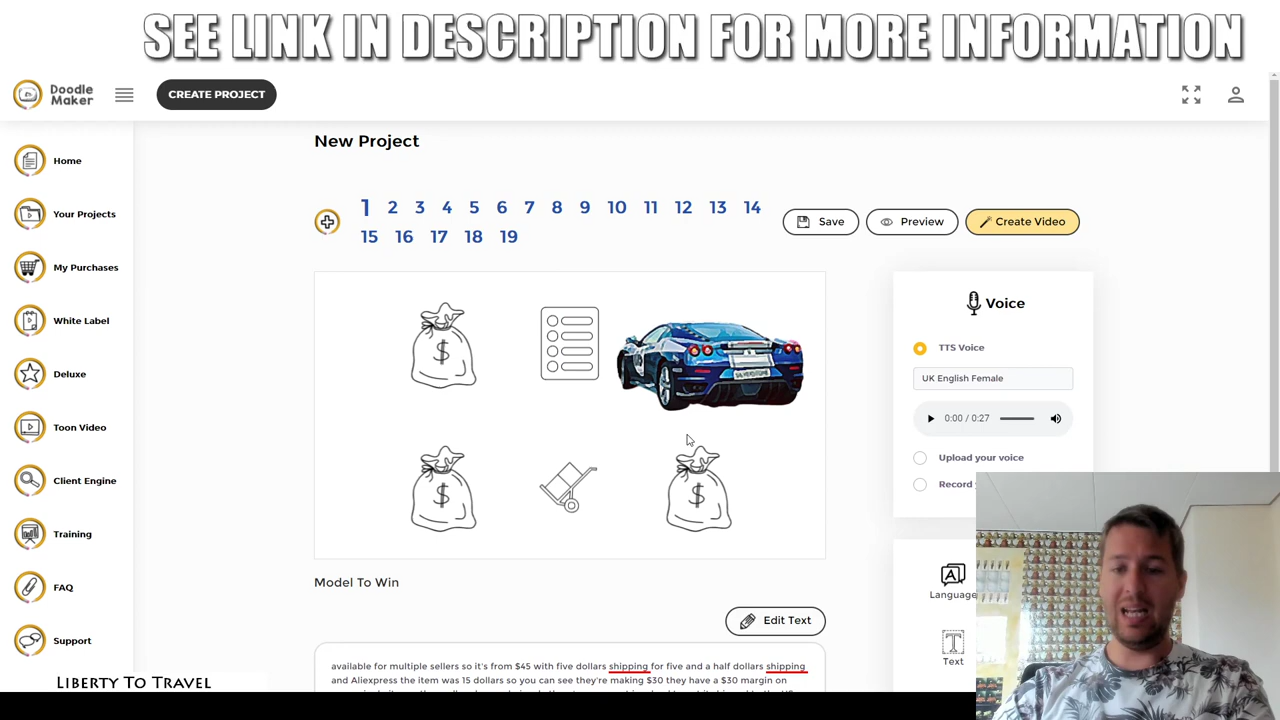 SEE LINK IN DESCRIPTION FOR MORE INFORMATION
Doodle
Maker
CREATE PROJECT
Home
Your Projects
My Purchases
White Label
Deluxe
Toon Video
Client Engine
Training
FAQ
Support
New Project
1 2 3 4 5 6 7 8 9 10 11 12 13 14
15 16 17 18 19
Save
Preview
Create Video
$
$
$
Model To Win
Edit Text
available for multiple sellers so it's from $45 with five dollars shipping for five and a half dollars shipping
and Aliexpress the item was 15 dollars so you can see they're making $30 they have a $30 margin on
Voice
TTS Voice
UK English Female
0:00 / 0:27
Upload your voice
Record
Language
Text
LIBERTY TO TRAVEL